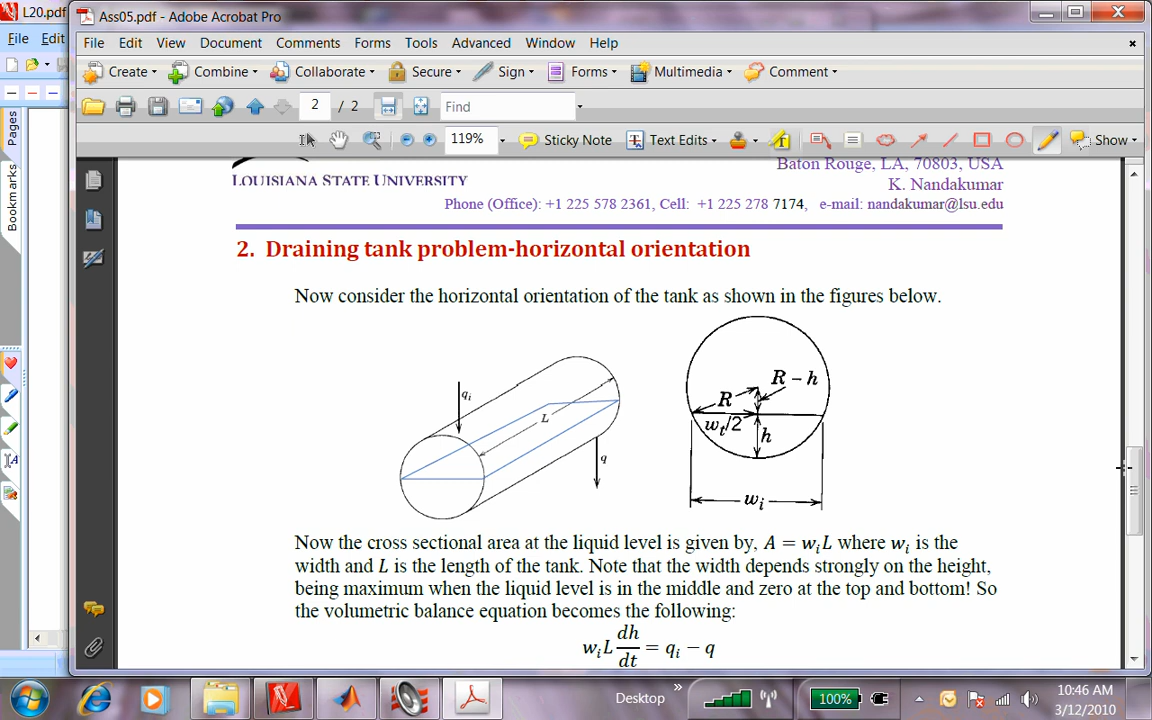 L20.pdf
Ass05.pdf - Adobe Acrobat Pro
File Edit
File Edit View Document Comments Forms Tools Advanced Window Help
Create Combine Collaborate Secure Sign Forms Multimedia Comment
2 / 2 Find
119% Sticky Note Text Edits Show
Pages
Bookmarks
LOUISIANA STATE UNIVERSITY
Baton Rouge, LA, 70803, USA
K. Nandakumar
Phone (Office): +1 225 578 2361, Cell: +1 225 278 7174, e-mail: nandakumar@lsu.edu
2. Draining tank problem-horizontal orientation
Now consider the horizontal orientation of the tank as shown in the figures below.
qi
L
q
R - h
R
wt/2
h
wi
Now the cross sectional area at the liquid level is given by, A = wiL where wi is the
width and L is the length of the tank. Note that the width depends strongly on the height,
being maximum when the liquid level is in the middle and zero at the top and bottom! So
the volumetric balance equation becomes the following:
wiL dh/dt = qi − q
Desktop
100%
10:46 AM
3/12/2010